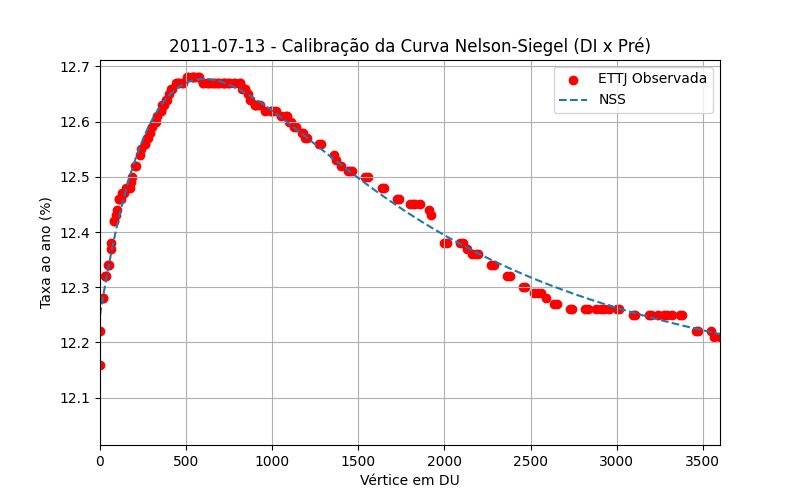 2011-07-13 - Calibração da Curva Nelson-Siegel (DI x Pré)
ETTJ Observada
NSS
Taxa ao ano (%)
12.7
12.6
12.5
12.4
12.3
12.2
12.1
0 500 1000 1500 2000 2500 3000 3500
Vértice em DU